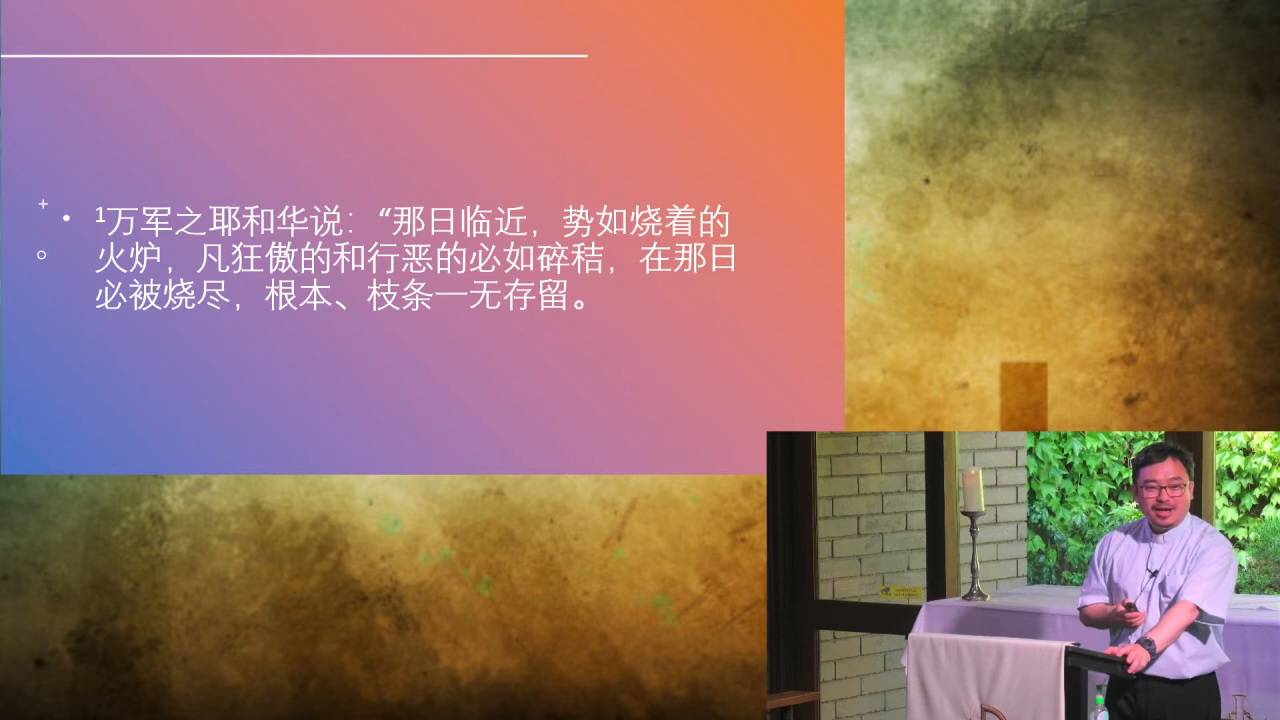 • ¹万军之耶和华说：“那日临近，势如烧着的
火炉，凡狂傲的和行恶的必如碎秸，在那日
必被烧尽，根本、枝条一无存留。